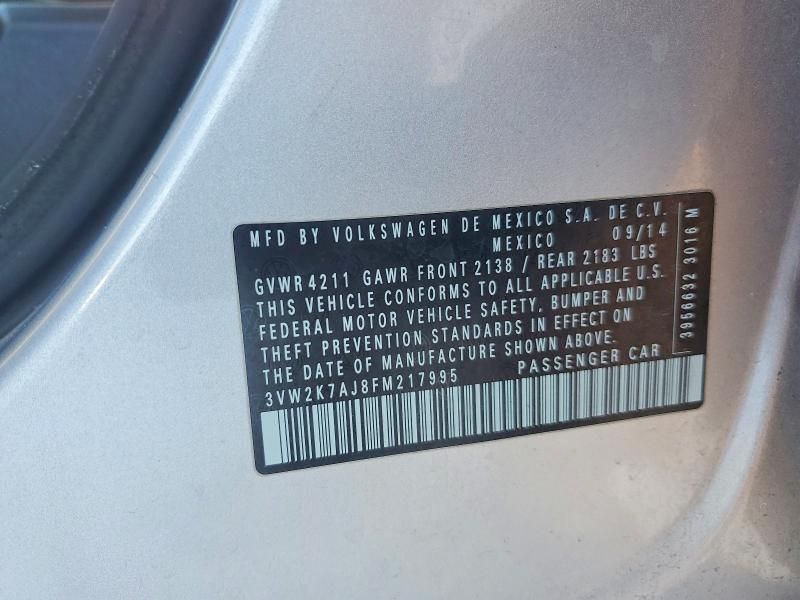 MFD BY VOLKSWAGEN DE MEXICO S.A. DE C.V.
MEXICO 09/14
GVWR 4211 GAWR FRONT 2138 / REAR 2183 LBS
THIS VEHICLE CONFORMS TO ALL APPLICABLE U.S.
FEDERAL MOTOR VEHICLE SAFETY, BUMPER AND
THEFT PREVENTION STANDARDS IN EFFECT ON
THE DATE OF MANUFACTURE SHOWN ABOVE.
3VW2K7AJ8FM217995 PASSENGER CAR
3956632 3016 M